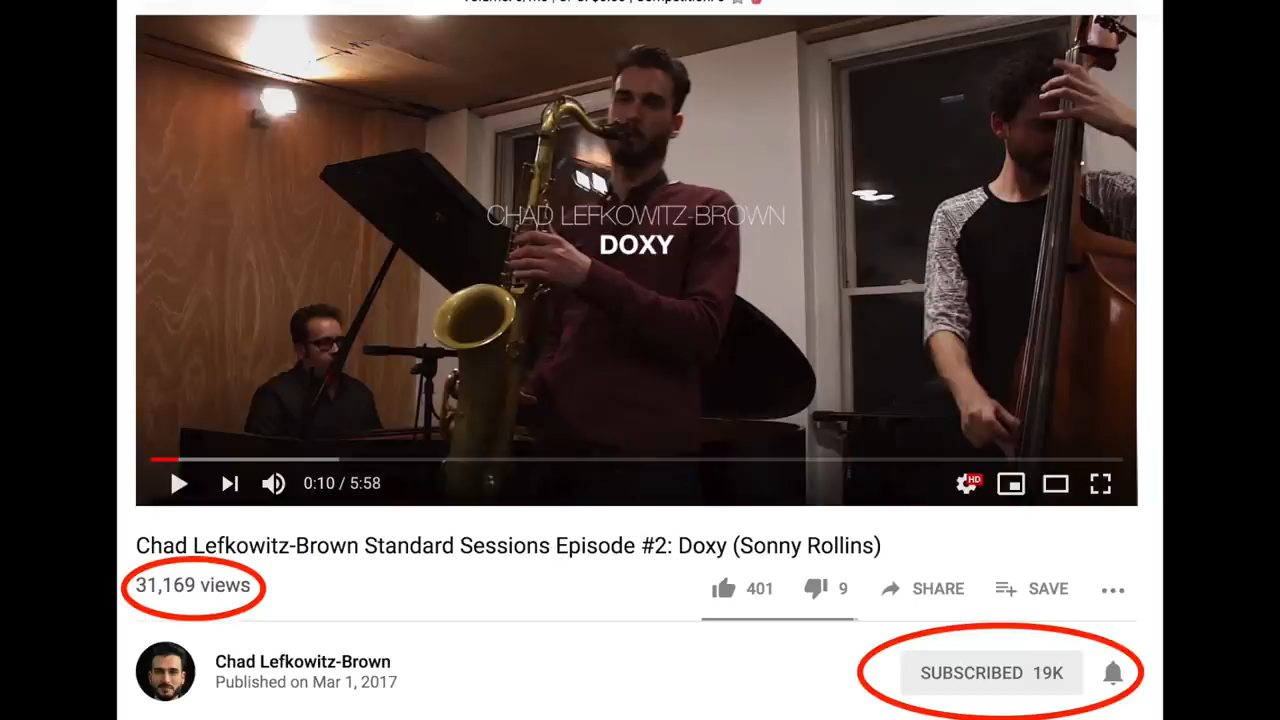 CHAD LEFKOWITZ-BROWN
DOXY
HD
0:10 / 5:58
Chad Lefkowitz-Brown Standard Sessions Episode #2: Doxy (Sonny Rollins)
31,169 views
401
9
SHARE
SAVE
Chad Lefkowitz-Brown
Published on Mar 1, 2017
SUBSCRIBED 19K